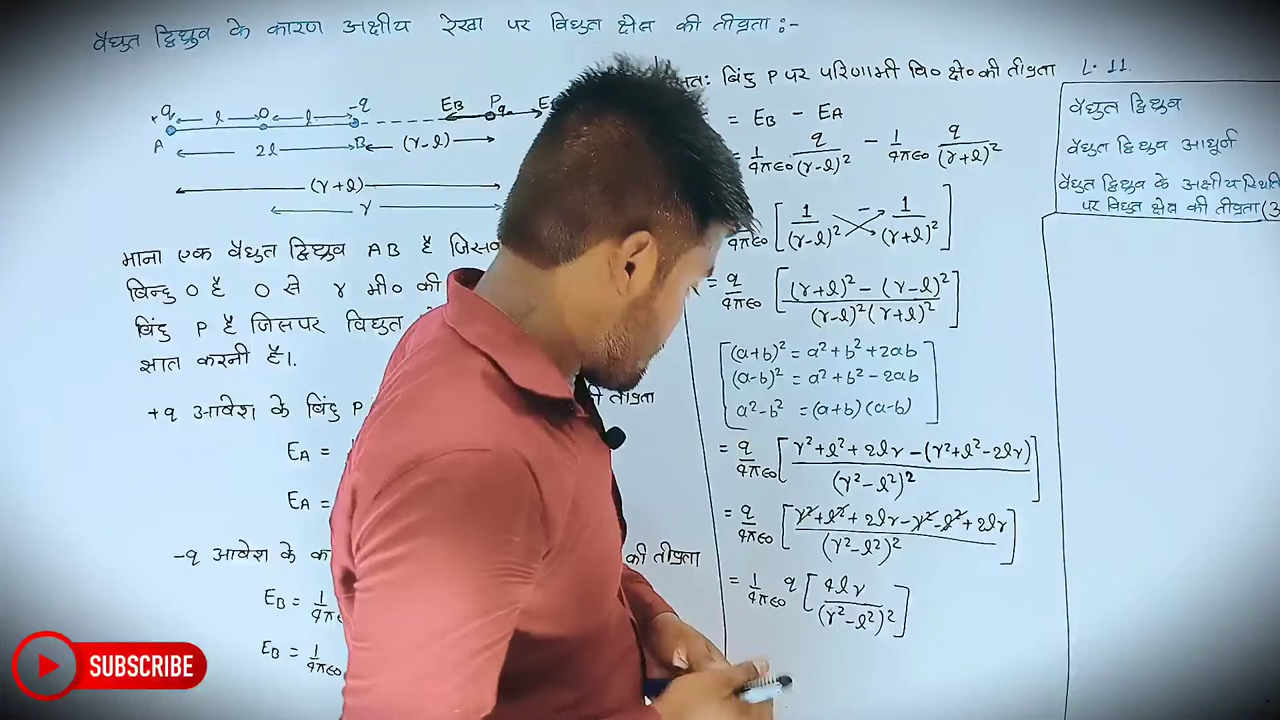 वैद्युत द्विध्रुव के कारण अक्षीय रेखा पर विद्युत क्षेत्र की तीव्रता :-
+q l O l -q EB P
A 2l B (r-l)
(r+l)
r
माना एक वैद्युत द्विध्रुव AB है
बिन्दु O है O से r मी० की
बिंदु P है जिसपर विद्युत
ज्ञात करनी है।
+q आवेश के बिंदु P की तीव्रता
EA =
EA =
-q आवेश के की तीव्रता
EB = 1/4πε0
EB = 1/4πε0
बिंदु P पर परिणामी वि० क्षे० की तीव्रता
= EB - EA
= 1/4πε0 q/(r-l)² - 1/4πε0 q/(r+l)²
4πε0 [1/(r-l)² - 1/(r+l)²]
= q/4πε0 [(r+l)² - (r-l)²/(r-l)²(r+l)²]
(a+b)² = a²+b²+2ab
(a-b)² = a²+b²-2ab
a²-b² = (a+b)(a-b)
= q/4πε0 [r²+l²+2lr-(r²+l²-2lr)/(r²-l²)²]
= q/4πε0 [r²+l²+2lr-r²-l²+2lr/(r²-l²)²]
= 1/4πε0 q [4lr/(r²-l²)²]
L. 11.
वैद्युत द्विध्रुव
वैद्युत द्विध्रुव आघूर्ण
वैद्युत द्विध्रुव के अक्षीय स्थिति
पर विद्युत क्षेत्र की तीव्रता
SUBSCRIBE